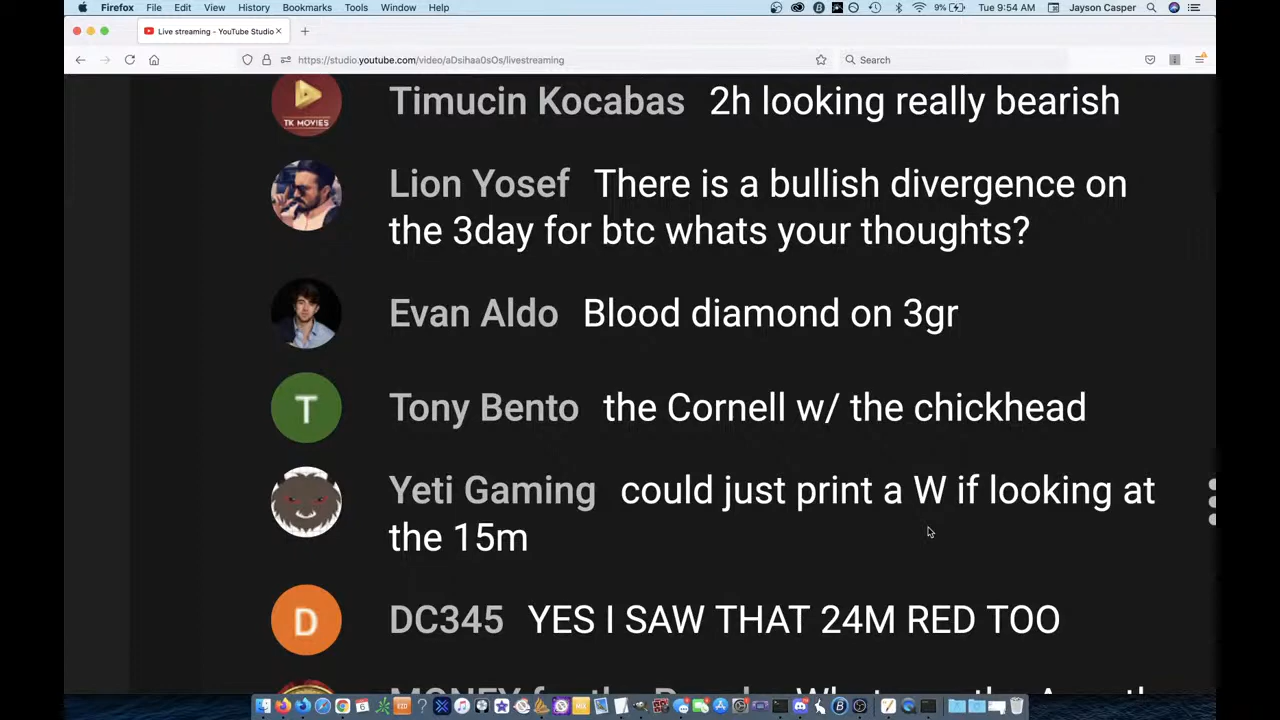 Firefox File Edit View History Bookmarks Tools Window Help 9% Tue 9:54 AM Jayson Casper
Live streaming - YouTube Studio
https://studio.youtube.com/video/aDsihaa0sOs/livestreaming Search
Timucin Kocabas 2h looking really bearish
TK MOVIES
Lion Yosef There is a bullish divergence on
the 3day for btc whats your thoughts?
Evan Aldo Blood diamond on 3gr
T Tony Bento the Cornell w/ the chickhead
Yeti Gaming could just print a W if looking at
the 15m
D DC345 YES I SAW THAT 24M RED TOO